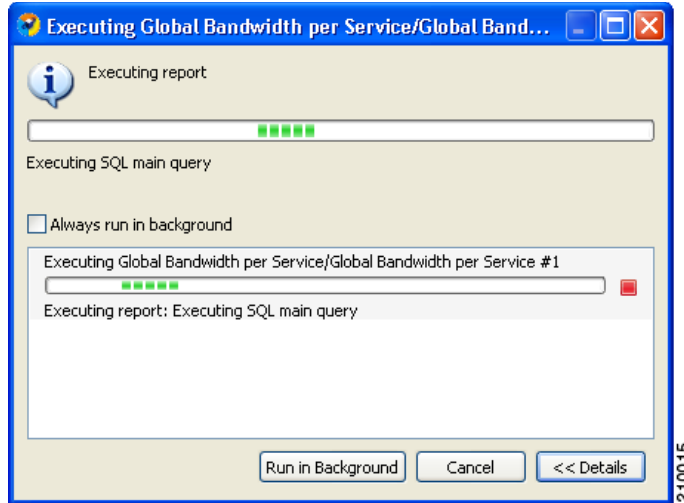 Executing Global Bandwidth per Service/Global Band...
Executing report
Executing SQL main query
Always run in background
Executing Global Bandwidth per Service/Global Bandwidth per Service #1
Executing report: Executing SQL main query
Run in Background
Cancel
<< Details